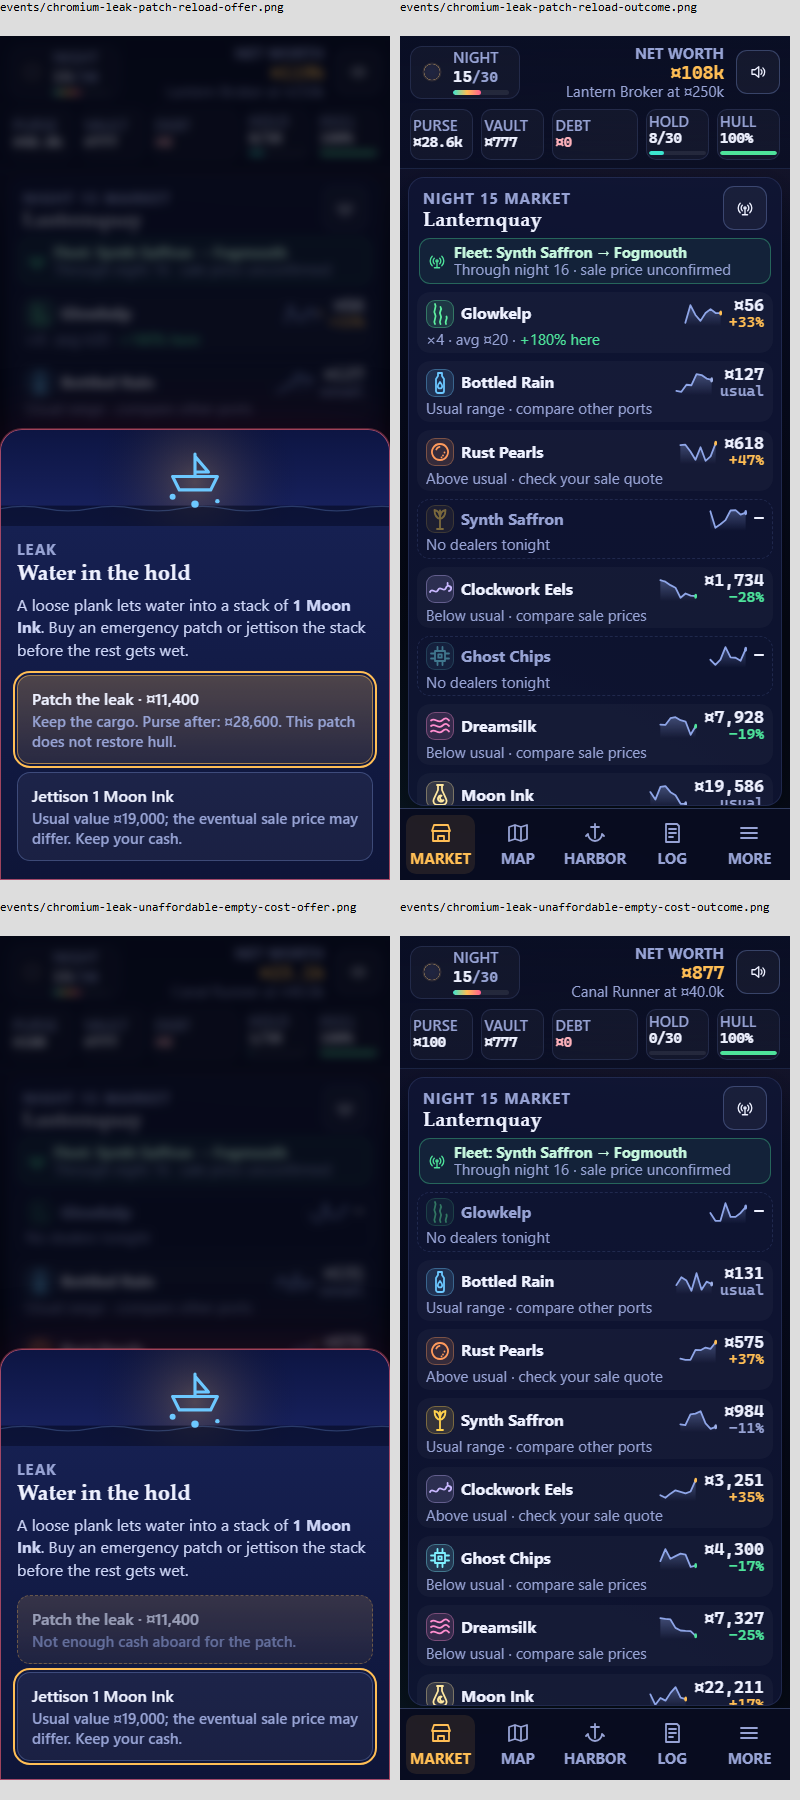 events/chromium-leak-patch-reload-offer.png
LEAK
Water in the hold
A loose plank lets water into a stack of 1 Moon
Ink. Buy an emergency patch or jettison the stack
before the rest gets wet.
Patch the leak · ¤11,400
Keep the cargo. Purse after: ¤28,600. This patch
does not restore hull.
Jettison 1 Moon Ink
Usual value ¤19,000; the eventual sale price may
differ. Keep your cash.
events/chromium-leak-patch-reload-outcome.png
NIGHT
15/30
NET WORTH
¤108k
Lantern Broker at ¤250k
PURSE
¤28.6k
VAULT
¤777
DEBT
¤0
HOLD
8/30
HULL
100%
NIGHT 15 MARKET
Lanternquay
Fleet: Synth Saffron → Fogmouth
Through night 16 · sale price unconfirmed
Glowkelp
¤56
+33%
×4 · avg ¤20 · +180% here
Bottled Rain
¤127
usual
Usual range · compare other ports
Rust Pearls
¤618
+47%
Above usual · check your sale quote
Synth Saffron
–
No dealers tonight
Clockwork Eels
¤1,734
−28%
Below usual · compare sale prices
Ghost Chips
–
No dealers tonight
Dreamsilk
¤7,928
−19%
Below usual · compare sale prices
Moon Ink
¤19,586
usual
MARKET
MAP
HARBOR
LOG
MORE
events/chromium-leak-unaffordable-empty-cost-offer.png
LEAK
Water in the hold
A loose plank lets water into a stack of 1 Moon
Ink. Buy an emergency patch or jettison the stack
before the rest gets wet.
Patch the leak · ¤11,400
Not enough cash aboard for the patch.
Jettison 1 Moon Ink
Usual value ¤19,000; the eventual sale price may
differ. Keep your cash.
events/chromium-leak-unaffordable-empty-cost-outcome.png
NIGHT
15/30
NET WORTH
¤877
Canal Runner at ¤40.0k
PURSE
¤100
VAULT
¤777
DEBT
¤0
HOLD
0/30
HULL
100%
NIGHT 15 MARKET
Lanternquay
Fleet: Synth Saffron → Fogmouth
Through night 16 · sale price unconfirmed
Glowkelp
–
No dealers tonight
Bottled Rain
¤131
usual
Usual range · compare other ports
Rust Pearls
¤575
+37%
Above usual · check your sale quote
Synth Saffron
¤984
−11%
Usual range · compare other ports
Clockwork Eels
¤3,251
+35%
Above usual · check your sale quote
Ghost Chips
¤4,300
−17%
Below usual · compare sale prices
Dreamsilk
¤7,327
−25%
Below usual · compare sale prices
Moon Ink
¤22,211
+17%
MARKET
MAP
HARBOR
LOG
MORE